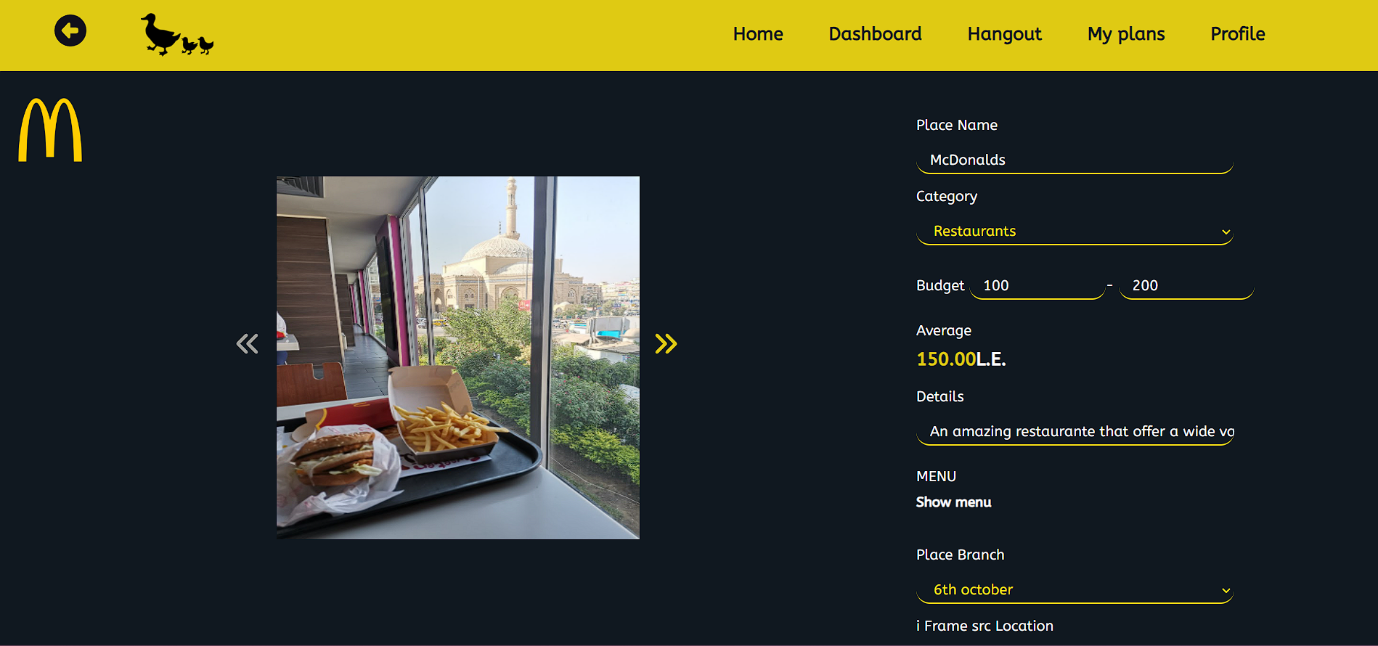 Home Dashboard Hangout My plans Profile
Place Name
McDonalds
Category
Restaurants
Budget 100 - 200
Average
150.00L.E.
Details
An amazing restaurante that offer a wide va
MENU
Show menu
Place Branch
6th october
i Frame src Location